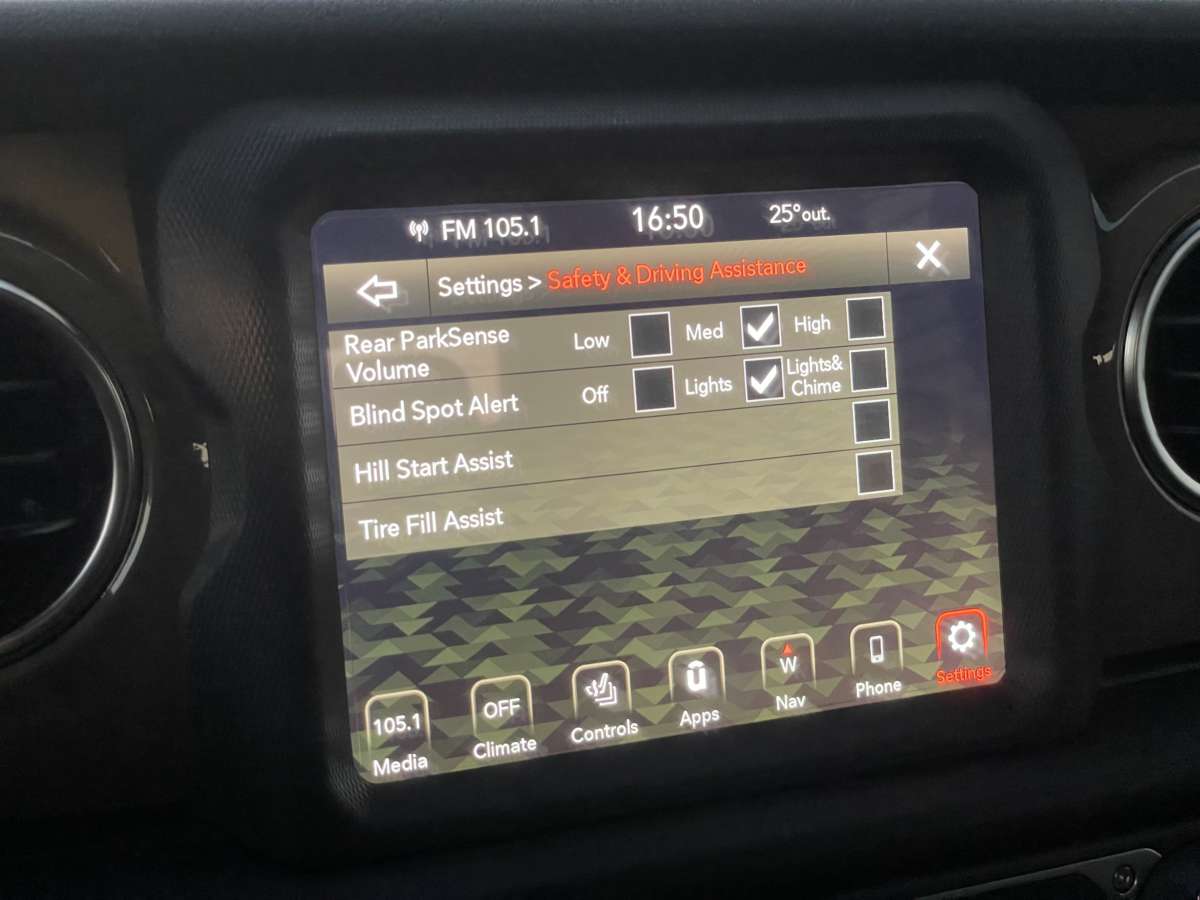 FM 105.1 16:50 25°out.
Settings > Safety & Driving Assistance
Rear ParkSense
Volume
Low Med High
Blind Spot Alert Off Lights
Lights&
Chime
Hill Start Assist
Tire Fill Assist
105.1 OFF W
Media Climate Controls Apps Nav Phone Settings